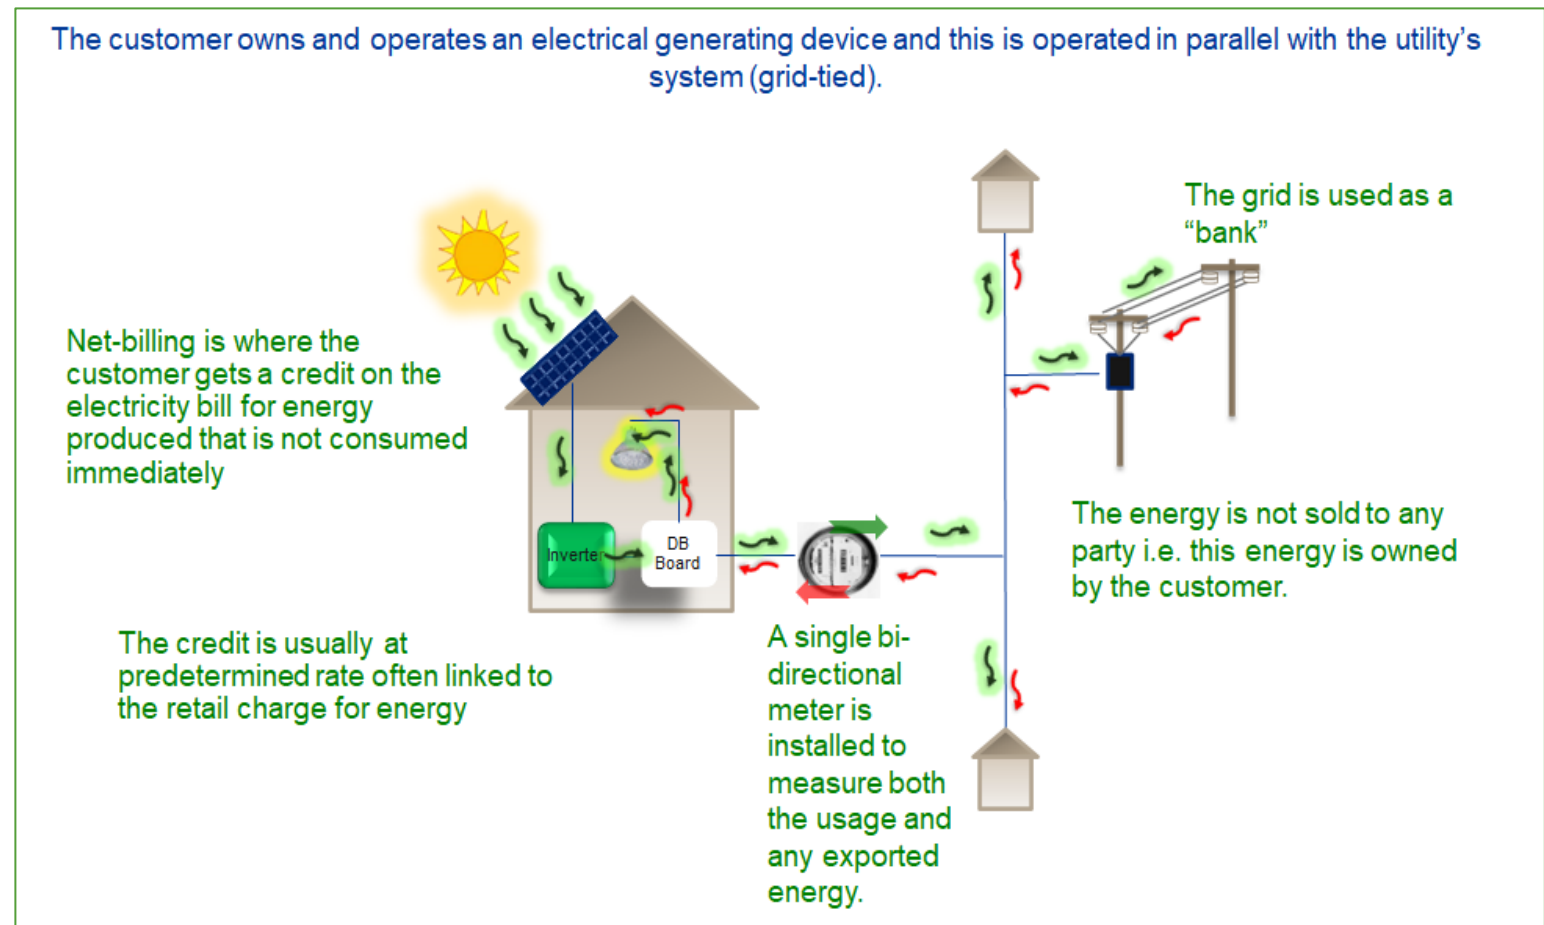 The customer owns and operates an electrical generating device and this is operated in parallel with the utility's
system (grid-tied).
The grid is used as a
“bank”
Net-billing is where the
customer gets a credit on the
electricity bill for energy
produced that is not consumed
immediately
Inverter
DB
Board
The energy is not sold to any
party i.e. this energy is owned
by the customer.
The credit is usually at
predetermined rate often linked to
the retail charge for energy
A single bi-
directional
meter is
installed to
measure both
the usage and
any exported
energy.